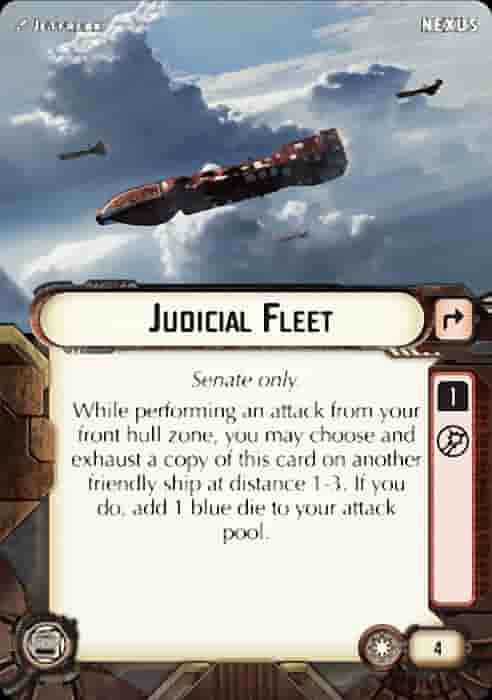 NEXUS
JUDICIAL FLEET
1
Senate only.
While performing an attack from your
front hull zone, you may choose and
exhaust a copy of this card on another
friendly ship at distance 1-3. If you
do, add 1 blue die to your attack
pool.
4